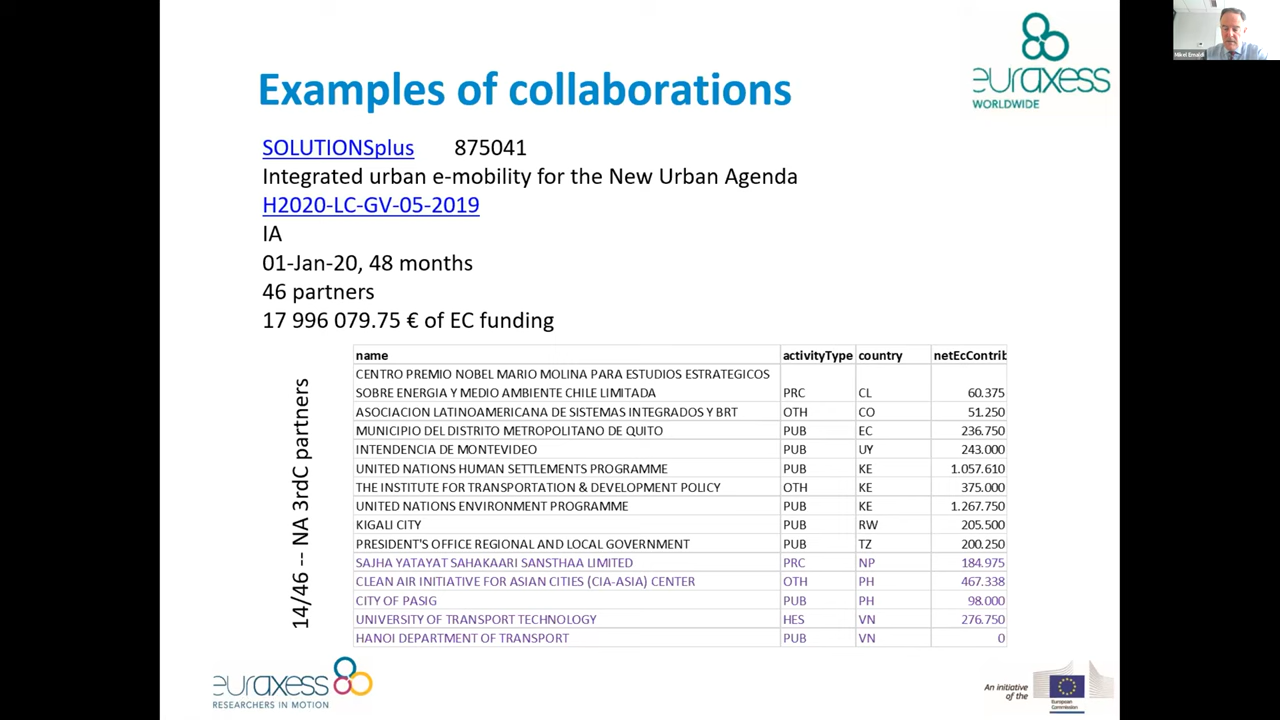 Examples of collaborations
euraxess
WORLDWIDE
SOLUTIONSplus 875041
Integrated urban e-mobility for the New Urban Agenda
H2020-LC-GV-05-2019
IA
01-Jan-20, 48 months
46 partners
17 996 079.75 € of EC funding
14/46 -- NA 3rdC partners
name activityType country netEcContrib
CENTRO PREMIO NOBEL MARIO MOLINA PARA ESTUDIOS ESTRATEGICOS
SOBRE ENERGIA Y MEDIO AMBIENTE CHILE LIMITADA PRC CL 60.375
ASOCIACION LATINOAMERICANA DE SISTEMAS INTEGRADOS Y BRT OTH CO 51.250
MUNICIPIO DEL DISTRITO METROPOLITANO DE QUITO PUB EC 236.750
INTENDENCIA DE MONTEVIDEO PUB UY 243.000
UNITED NATIONS HUMAN SETTLEMENTS PROGRAMME PUB KE 1.057.610
THE INSTITUTE FOR TRANSPORTATION & DEVELOPMENT POLICY OTH KE 375.000
UNITED NATIONS ENVIRONMENT PROGRAMME PUB KE 1.267.750
KIGALI CITY PUB RW 205.500
PRESIDENT'S OFFICE REGIONAL AND LOCAL GOVERNMENT PUB TZ 200.250
SAJHA YATAYAT SAHAKAARI SANSTHAA LIMITED PRC NP 184.975
CLEAN AIR INITIATIVE FOR ASIAN CITIES (CIA-ASIA) CENTER OTH PH 467.338
CITY OF PASIG PUB PH 98.000
UNIVERSITY OF TRANSPORT TECHNOLOGY HES VN 276.750
HANOI DEPARTMENT OF TRANSPORT PUB VN 0
euraxess
RESEARCHERS IN MOTION
An initiative
of the
European
Commission
Mikel Emaldi